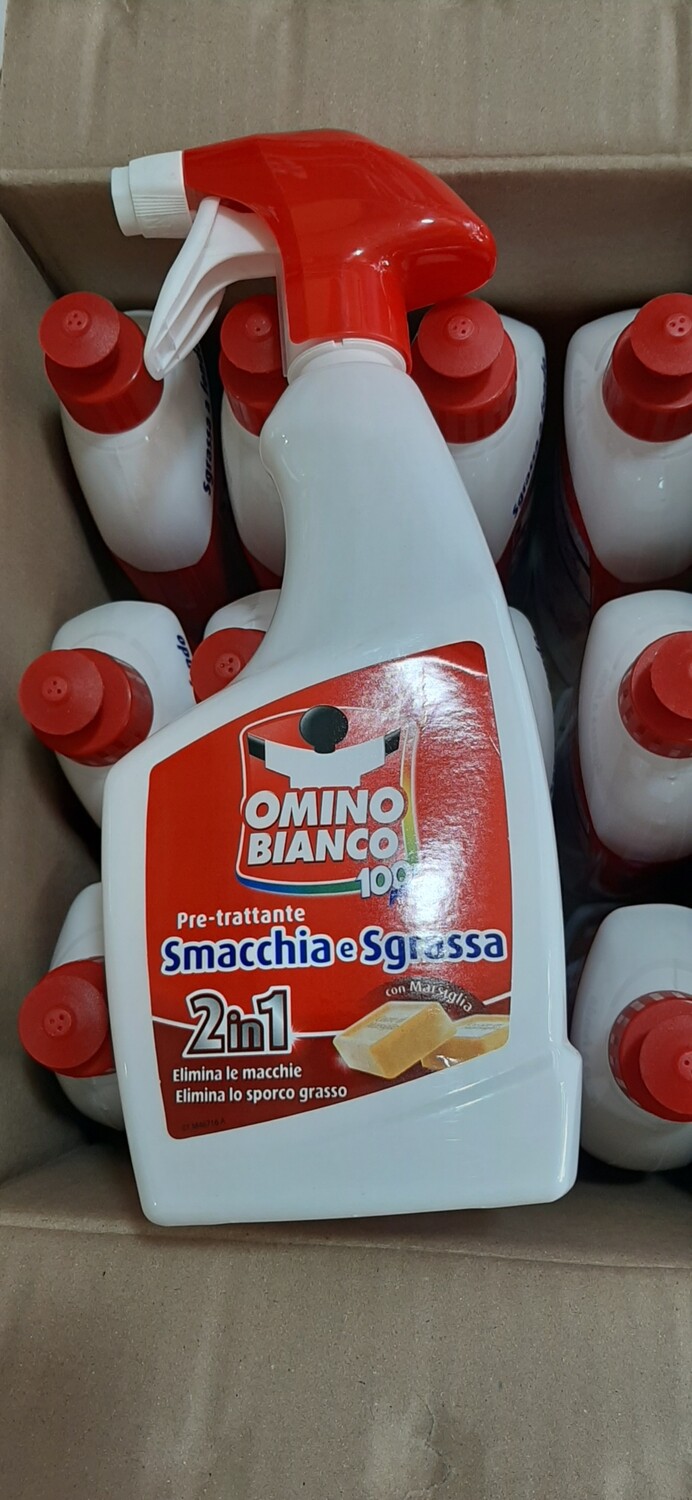 OMINO
BIANCO
100
Pre-trattante
Smacchia e Sgrassa
con Marsiglia
2in1
Elimina le macchie
Elimina lo sporco grasso